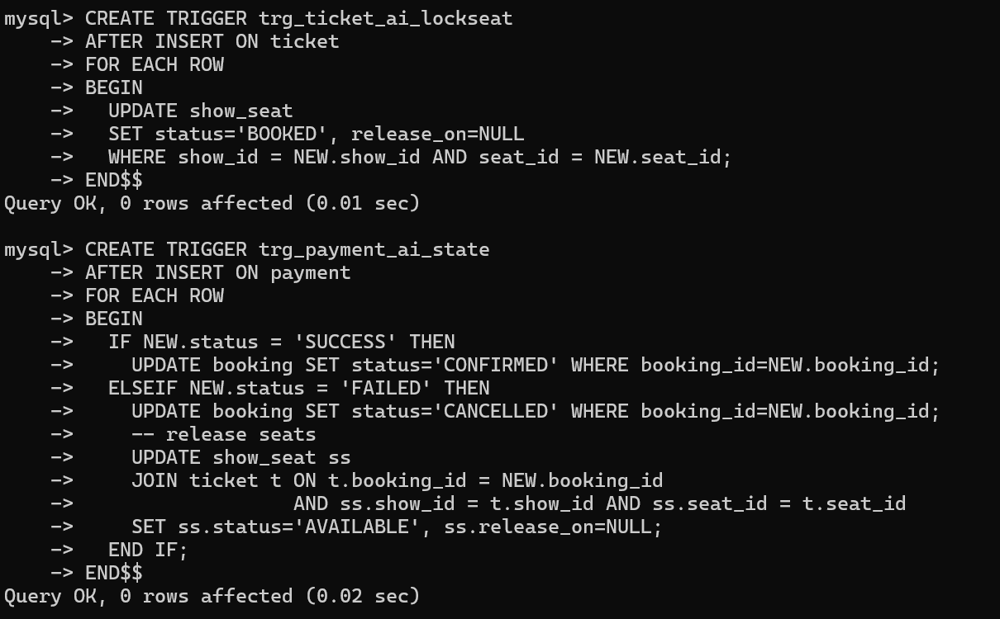 mysql> CREATE TRIGGER trg_ticket_ai_lockseat
    -> AFTER INSERT ON ticket
    -> FOR EACH ROW
    -> BEGIN
    ->   UPDATE show_seat
    ->   SET status='BOOKED', release_on=NULL
    ->   WHERE show_id = NEW.show_id AND seat_id = NEW.seat_id;
    -> END$$
Query OK, 0 rows affected (0.01 sec)

mysql> CREATE TRIGGER trg_payment_ai_state
    -> AFTER INSERT ON payment
    -> FOR EACH ROW
    -> BEGIN
    ->   IF NEW.status = 'SUCCESS' THEN
    ->     UPDATE booking SET status='CONFIRMED' WHERE booking_id=NEW.booking_id;
    ->   ELSEIF NEW.status = 'FAILED' THEN
    ->     UPDATE booking SET status='CANCELLED' WHERE booking_id=NEW.booking_id;
    ->     -- release seats
    ->     UPDATE show_seat ss
    ->     JOIN ticket t ON t.booking_id = NEW.booking_id
    ->                   AND ss.show_id = t.show_id AND ss.seat_id = t.seat_id
    ->     SET ss.status='AVAILABLE', ss.release_on=NULL;
    ->   END IF;
    -> END$$
Query OK, 0 rows affected (0.02 sec)